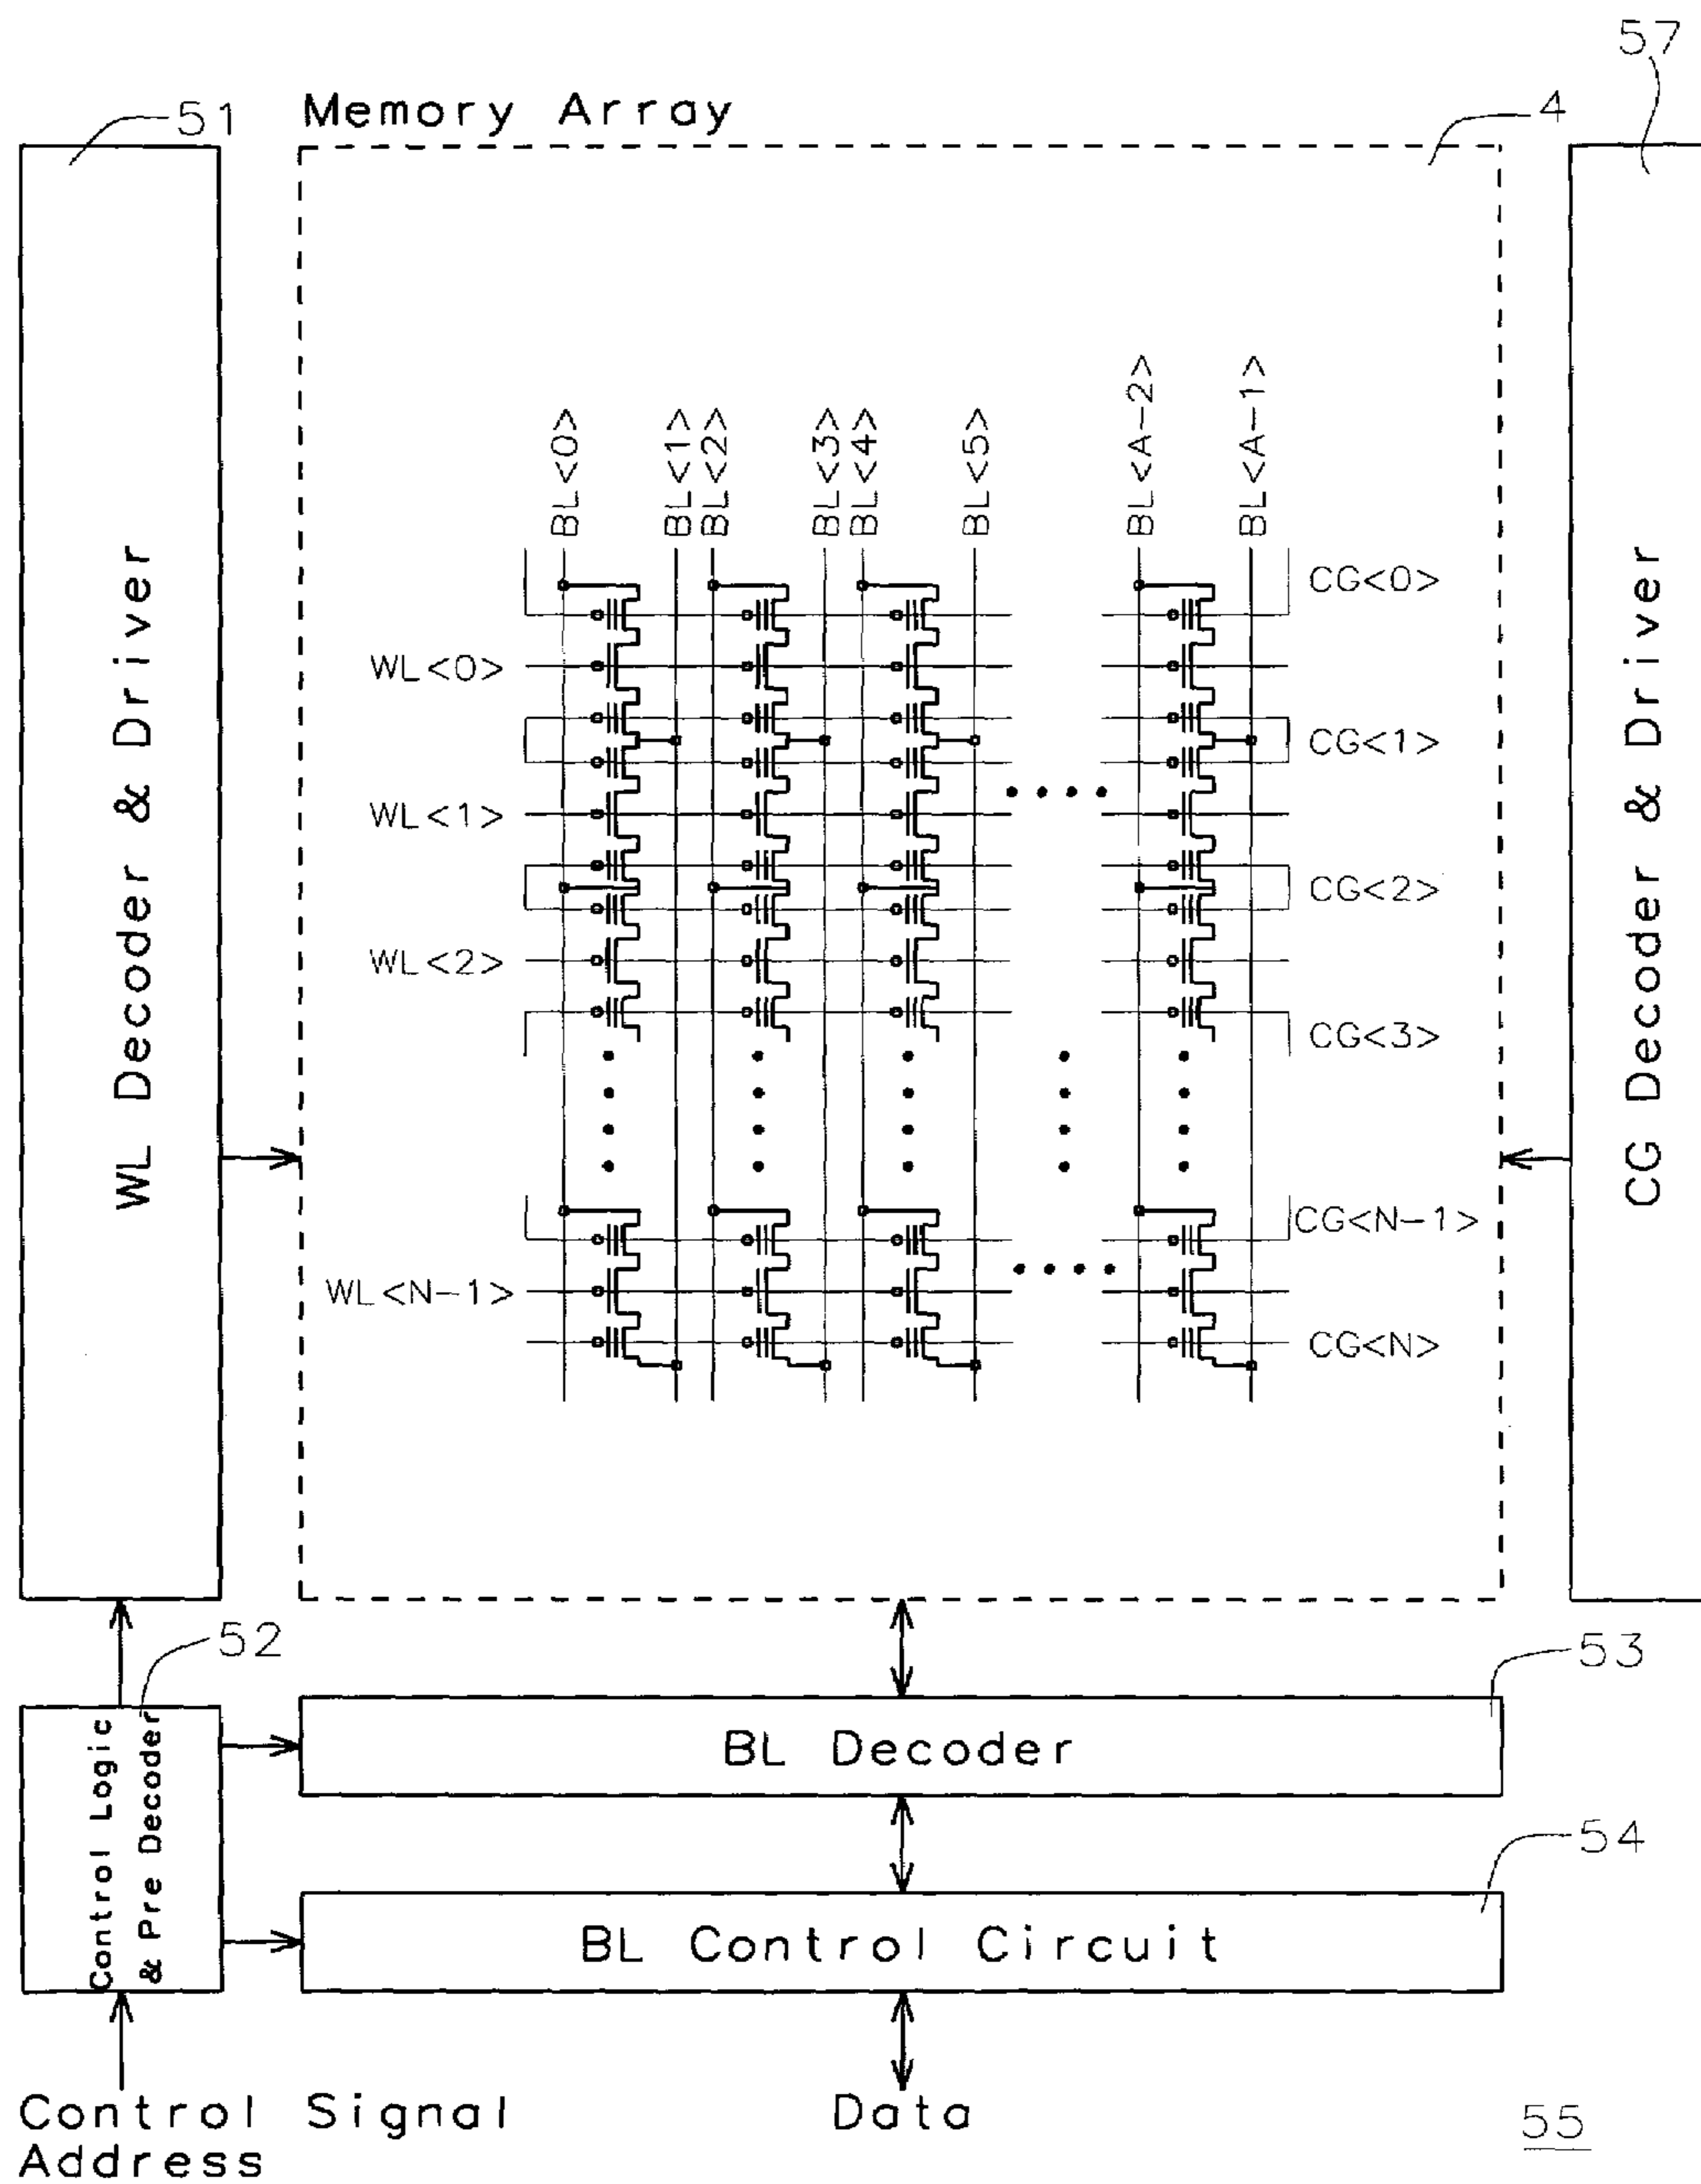 57
51
Memory Array
4
WL Decoder & Driver
CG Decoder & Driver
BL<0>
BL<1>
BL<2>
BL<3>
BL<4>
BL<5>
BL<A-2>
BL<A-1>
CG<0>
WL<0>
CG<1>
WL<1>
CG<2>
WL<2>
CG<3>
CG<N-1>
WL<N-1>
CG<N>
52
53
Control Logic
& Pre Decoder
BL Decoder
54
BL Control Circuit
Control Signal
Address
Data
55